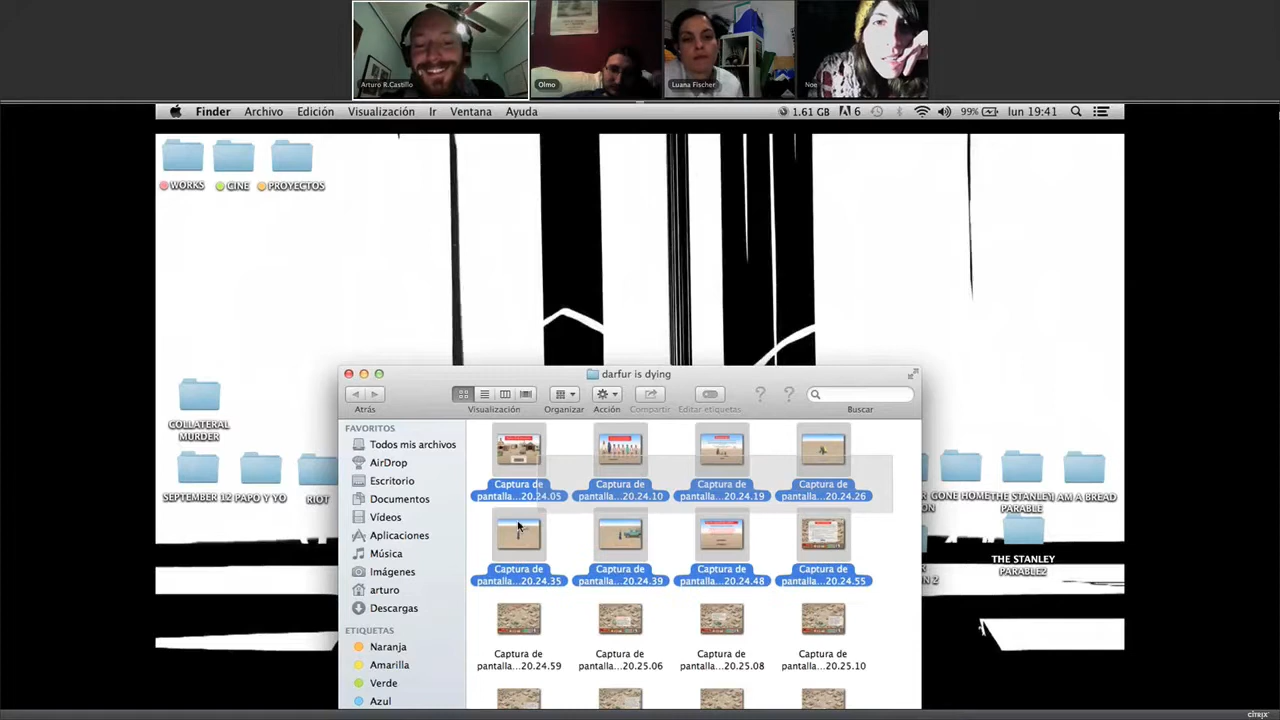 Arturo R.Castillo
Olmo
Luana Fischer
Noe
Finder Archivo Edición Visualización Ir Ventana Ayuda
1.61 GB 6 99% lun 19:41
WORKS CINE PROYECTOS
COLLATERAL
MURDER
SEPTEMBER 12 PAPO Y YO RIOT
GONE HOME THE STANLEY I AM A BREAD
PARABLE
THE STANLEY
PARABLE2
darfur is dying
Atrás Visualización Organizar Acción Compartir Editar etiquetas Buscar
FAVORITOS
Todos mis archivos
AirDrop
Escritorio
Documentos
Vídeos
Aplicaciones
Música
Imágenes
arturo
Descargas
ETIQUETAS
Naranja
Amarilla
Verde
Azul
Captura de Captura de Captura de Captura de
pantalla...20.24.05 pantalla...20.24.10 pantalla...20.24.19 pantalla...20.24.26
Captura de Captura de Captura de Captura de
pantalla...20.24.35 pantalla...20.24.39 pantalla...20.24.48 pantalla...20.24.55
Captura de Captura de Captura de Captura de
pantalla...20.24.59 pantalla...20.25.06 pantalla...20.25.08 pantalla...20.25.10
CITRIX